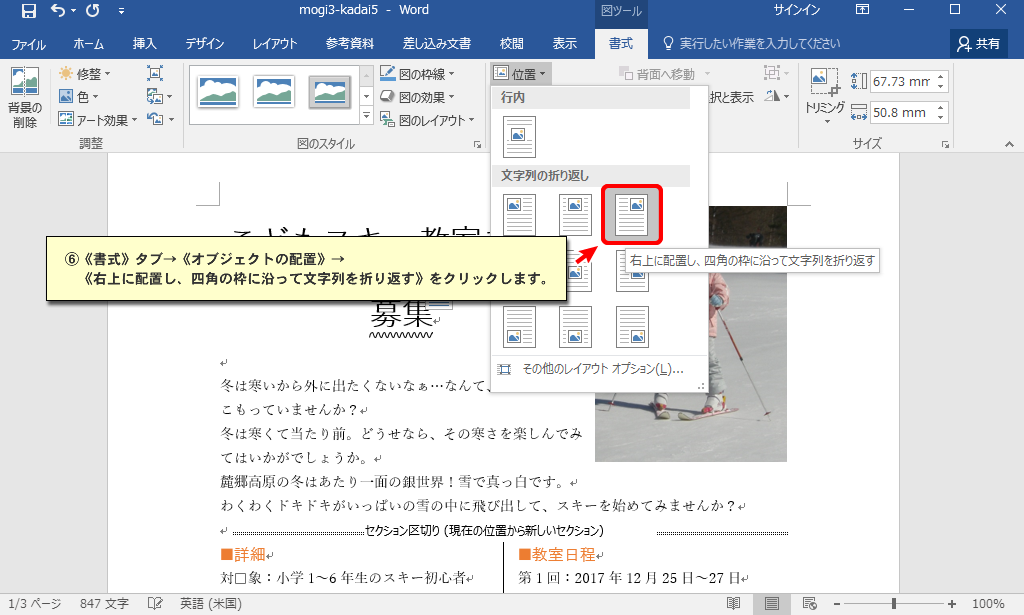 mogi3-kadai5 - Word
図ツール
サインイン
ファイル ホーム 挿入 デザイン レイアウト 参考資料 差し込み文書 校閲 表示 書式 実行したい作業を入力してください 共有
背景の
削除
修整
色
アート効果
調整
図のスタイル
図の枠線
図の効果
図のレイアウト
位置
背面へ移動
択と表示
トリミング
67.73 mm
50.8 mm
サイズ
行内
文字列の折り返し
右上に配置し、四角の枠に沿って文字列を折り返す
その他のレイアウト オプション(L)...
⑥《書式》タブ→《オブジェクトの配置》→
《右上に配置し、四角の枠に沿って文字列を折り返す》をクリックします。
こどもスキー教室
募集
冬は寒いから外に出たくないなぁ…なんて、
こもっていませんか？
冬は寒くて当たり前。どうせなら、その寒さを楽しんでみ
てはいかがでしょうか。
麓郷高原の冬はあたり一面の銀世界！雪で真っ白です。
わくわくドキドキがいっぱいの雪の中に飛び出して、スキーを始めてみませんか？
セクション区切り (現在の位置から新しいセクション)
■詳細
対□象：小学 1～6 年生のスキー初心者
■教室日程
第 1 回：2017 年 12 月 25 日～27 日
1/3 ページ 847 文字 英語 (米国) 100%